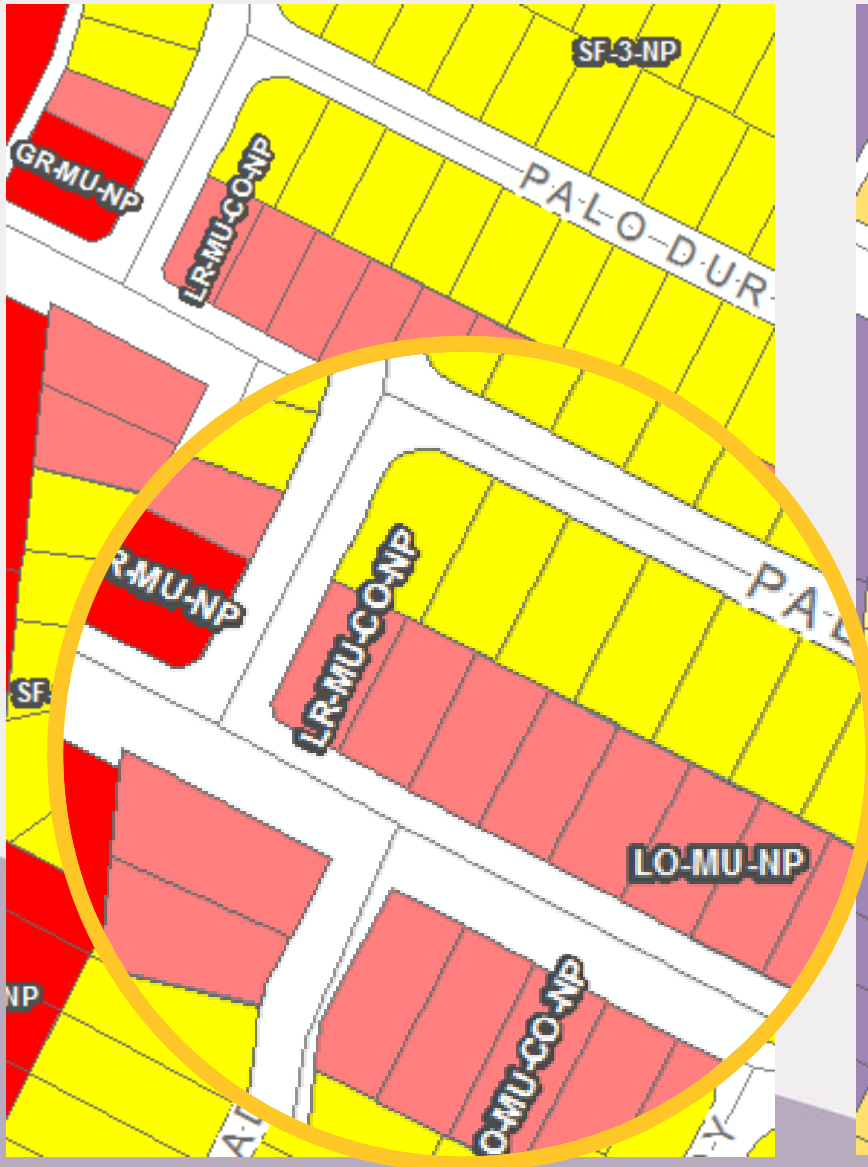 SF-3-NP
GR-MU-NP
LR-MU-CO-NP
PALO DUR
R-MU-NP
LR-MU-CO-NP
PAL
SF-
LO-MU-NP
NP
O-MU-CO-NP
AD
Y